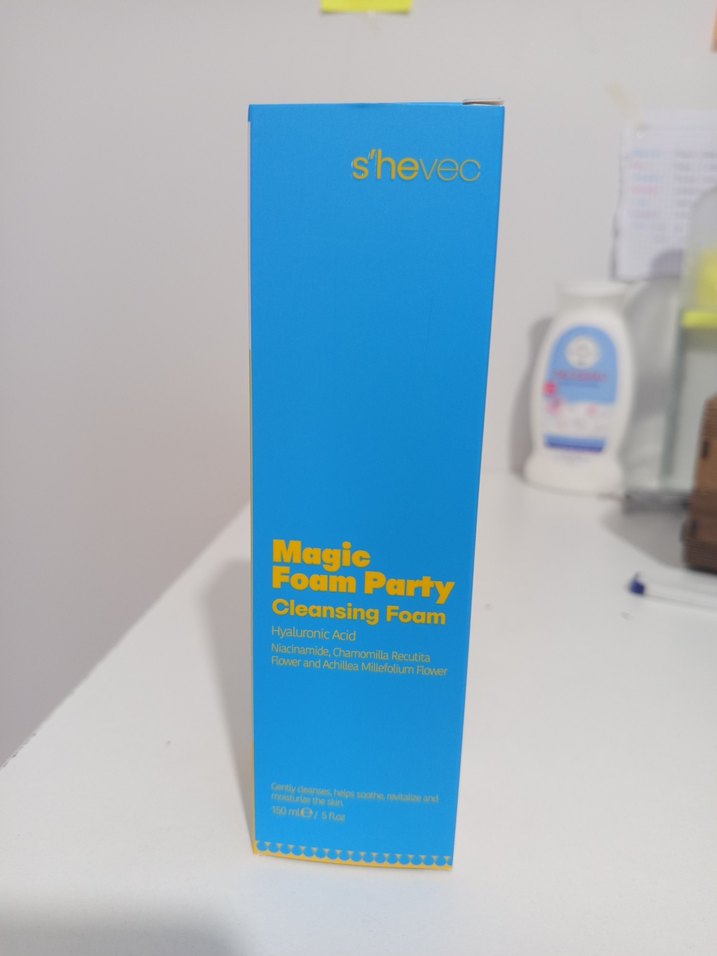 s'hevec
Magic
Foam Party
Cleansing Foam
Hyaluronic Acid
Niacinamide, Chamomilla Recutita
Flower and Achillea Millefolium Flower
Gently cleanses, helps soothe, revitalize and
moisturize the skin.
150 ml ℮ / 5 fl.oz